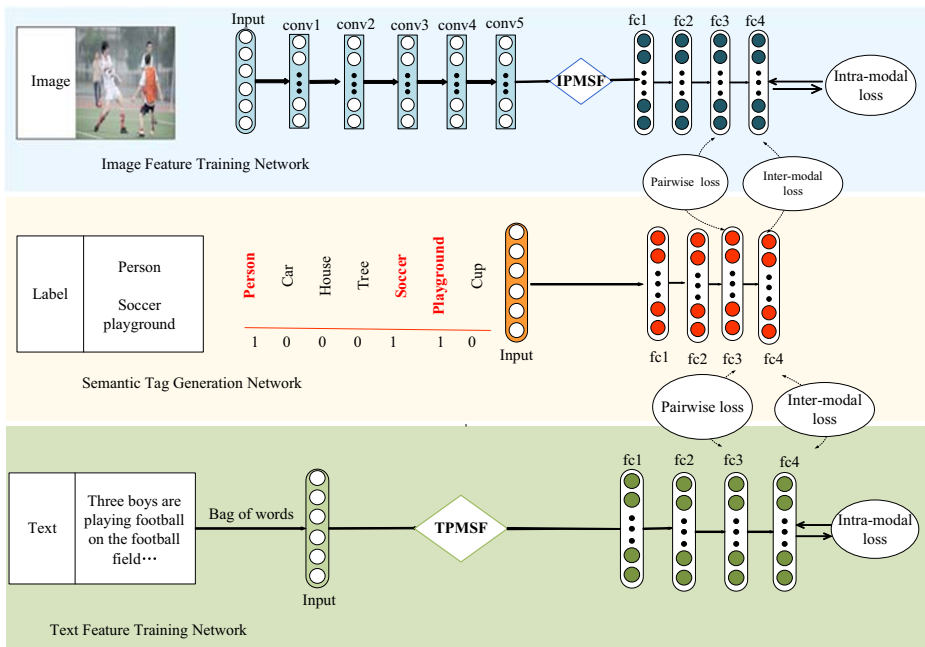 Input
conv1
conv2
conv3
conv4
conv5
fc1
fc2
fc3
fc4
Image
IPMSF
Intra-modal
loss
Image Feature Training Network
Pairwise loss
Inter-modal
loss
Label
Person
Soccer
playground
Person
Car
House
Tree
Soccer
Playground
Cup
1 0 0 0 1 1 0
Input
fc1
fc2
fc3
fc4
Semantic Tag Generation Network
Pairwise loss
Inter-modal
loss
fc1
fc2
fc3
fc4
Text
Three boys are
playing football
on the football
field⋯
Bag of words
TPMSF
Intra-modal
loss
Input
Text Feature Training Network